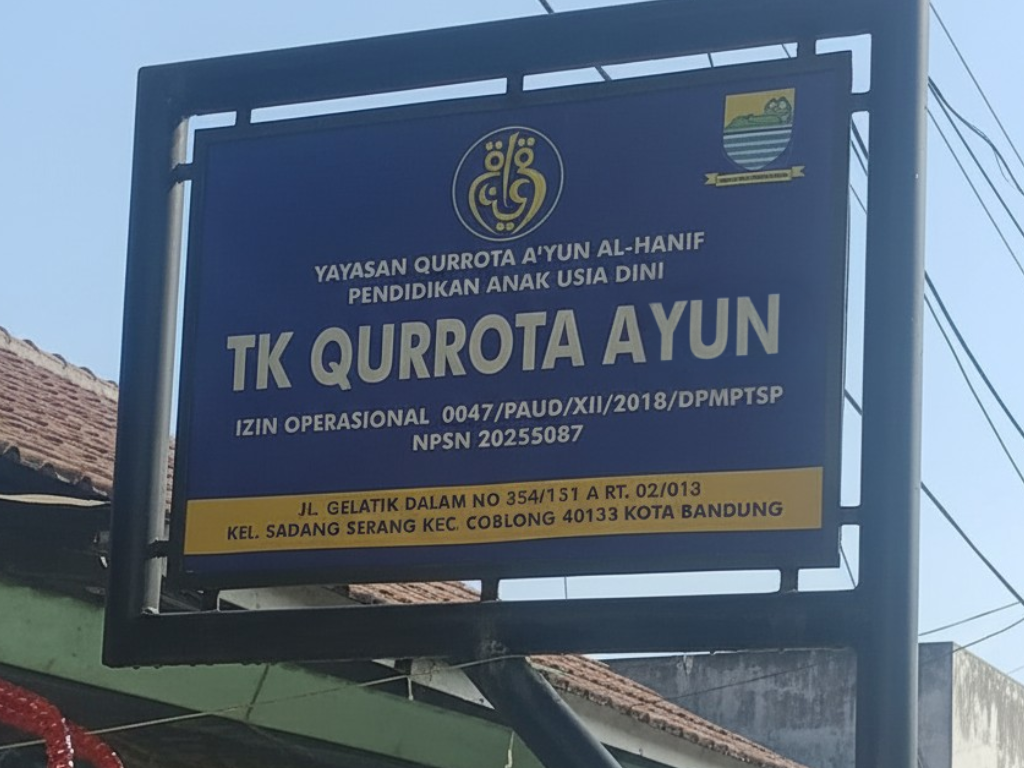 YAYASAN QURROTA A'YUN AL-HANIF
PENDIDIKAN ANAK USIA DINI
TK QURROTA AYUN
IZIN OPERASIONAL 0047/PAUD/XII/2018/DPMPTSP
NPSN 20255087
JL. GELATIK DALAM NO 354/151 A RT. 02/013
KEL. SADANG SERANG KEC. COBLONG 40133 KOTA BANDUNG